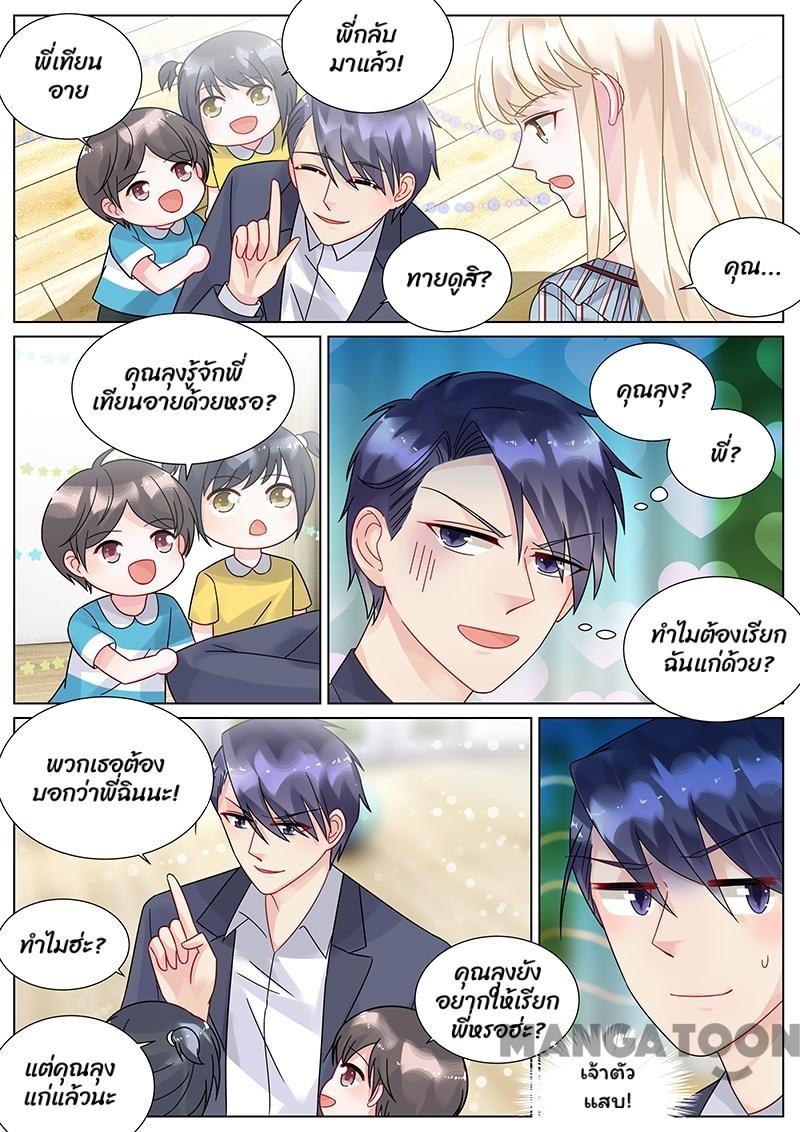 พี่เทียน
อาย
พี่กลับ
มาแล้ว!
ทายดูสิ?
คุณ...
คุณลุงรู้จักพี่
เทียนอายด้วยหรอ?
คุณลุง?
พี่?
ทำไมต้องเรียก
ฉันแก่ด้วย?
พวกเธอต้อง
บอกว่าพี่ฉินนะ!
ทำไมฮ่ะ?
คุณลุงยัง
อยากให้เรียก
พี่หรอฮ่ะ?
แต่คุณลุง
แก่แล้วนะ
MANGATOON
เจ้าตัว
แสบ!